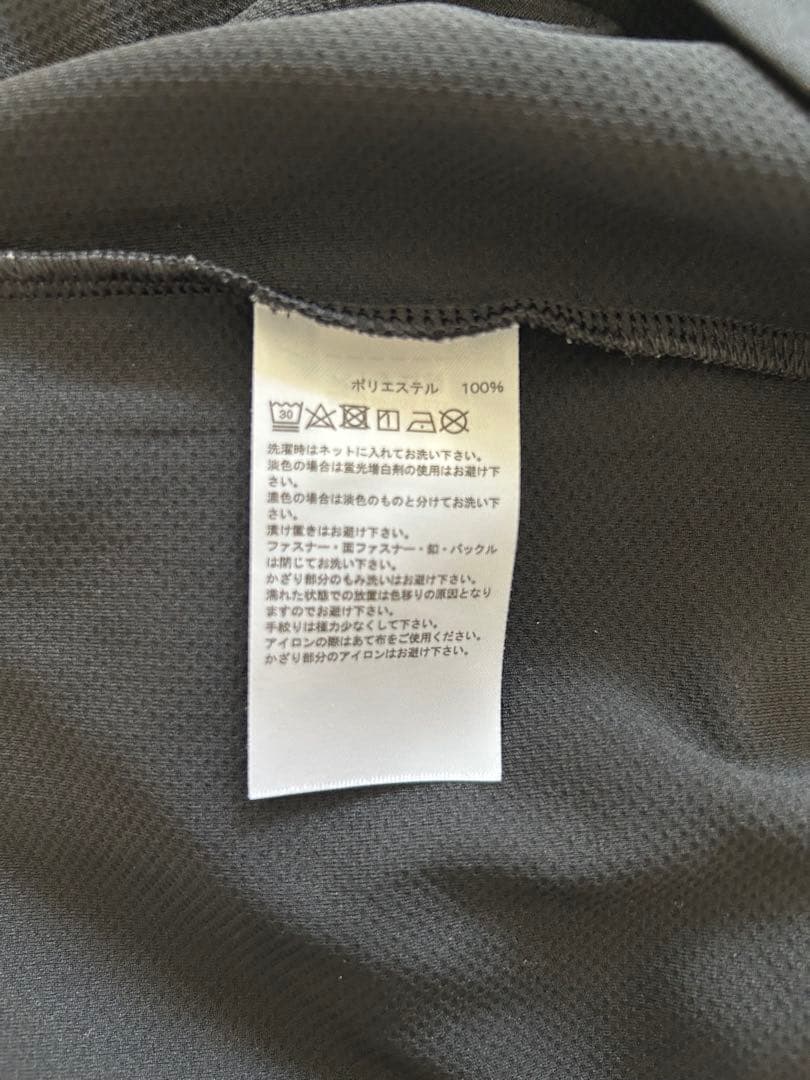 ポリエステル 100%
30
洗濯時はネットに入れてお洗い下さい。
淡色の場合は蛍光増白剤の使用はお避け下
さい。
濃色の場合は淡色のものと分けてお洗い下
さい。
漬け置きはお避け下さい。
ファスナー・面ファスナー・釦・バックル
は閉じてお洗い下さい。
かざり部分のもみ洗いはお避け下さい。
濡れた状態での放置は色移りの原因となり
ますのでお避け下さい。
手絞りは極力少なくして下さい。
アイロンの際はあて布をご使用ください。
かざり部分のアイロンはお避け下さい。